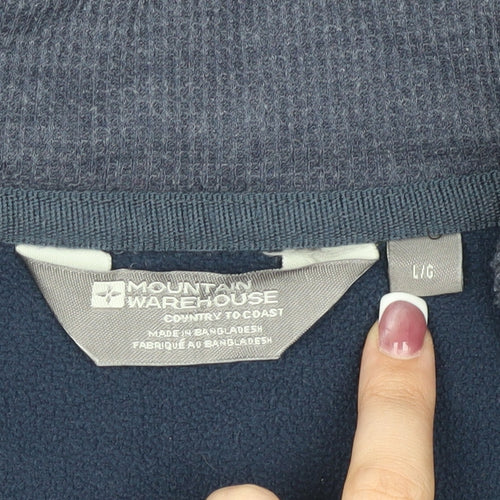 MOUNTAIN
WAREHOUSE
COUNTRY TO COAST
MADE IN BANGLADESH
FABRIQUÉ AU BANGLADESH
L/G